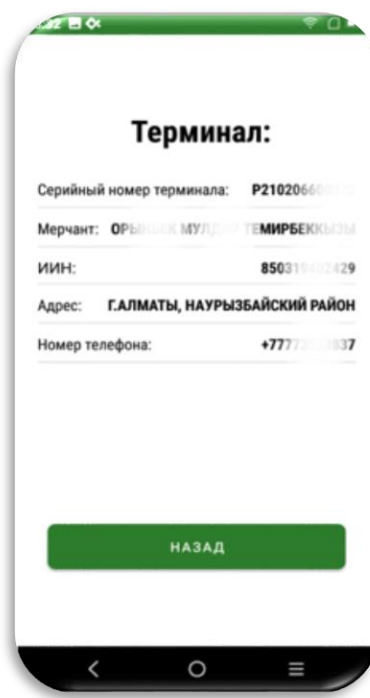 Терминал:
Серийный номер терминала:
Мерчант:
ИИН:
Адрес: Г.АЛМАТЫ, НАУРЫЗБАЙСКИЙ РАЙОН
Номер телефона:
НАЗАД